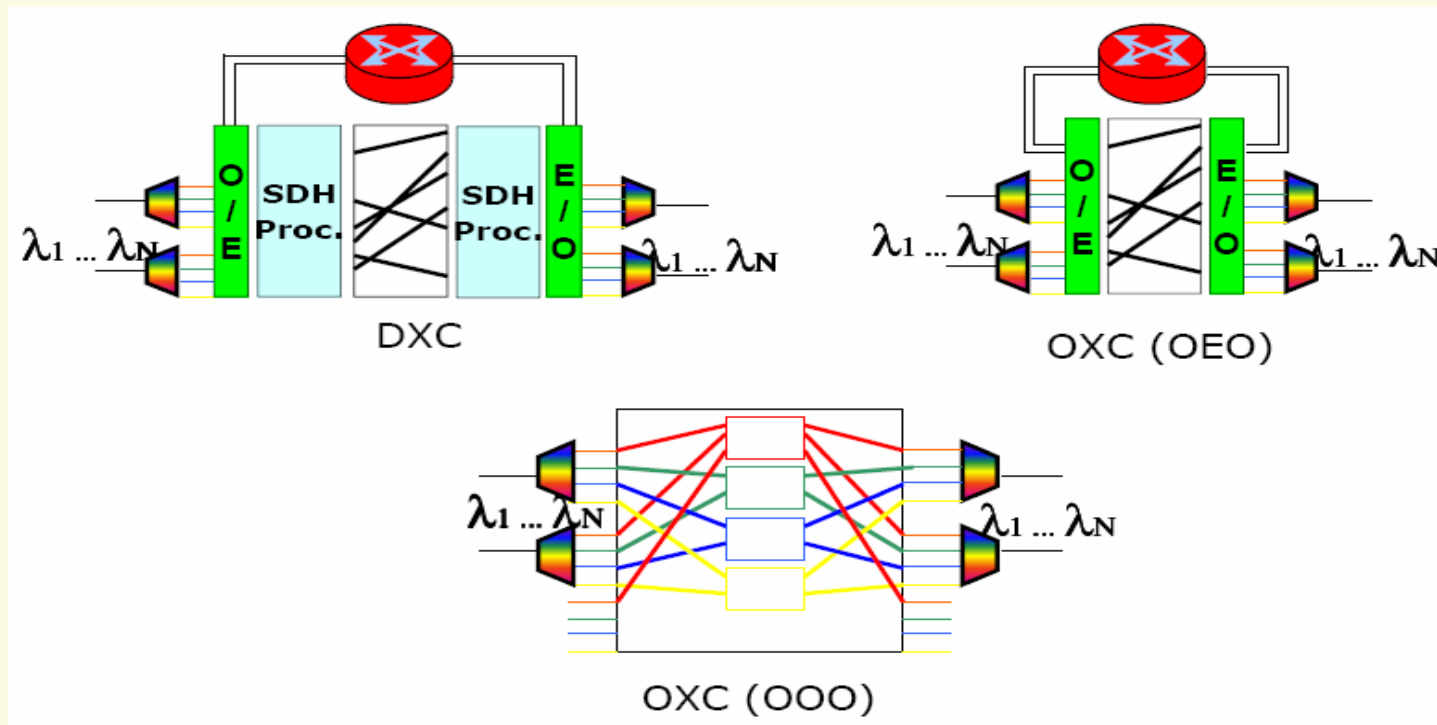 O/E
SDH Proc.
SDH Proc.
E/O
λ1 ... λN
λ1 ... λN
DXC
O/E
E/O
λ1 ... λN
λ1 ... λN
OXC (OEO)
λ1 ... λN
λ1 ... λN
OXC (OOO)